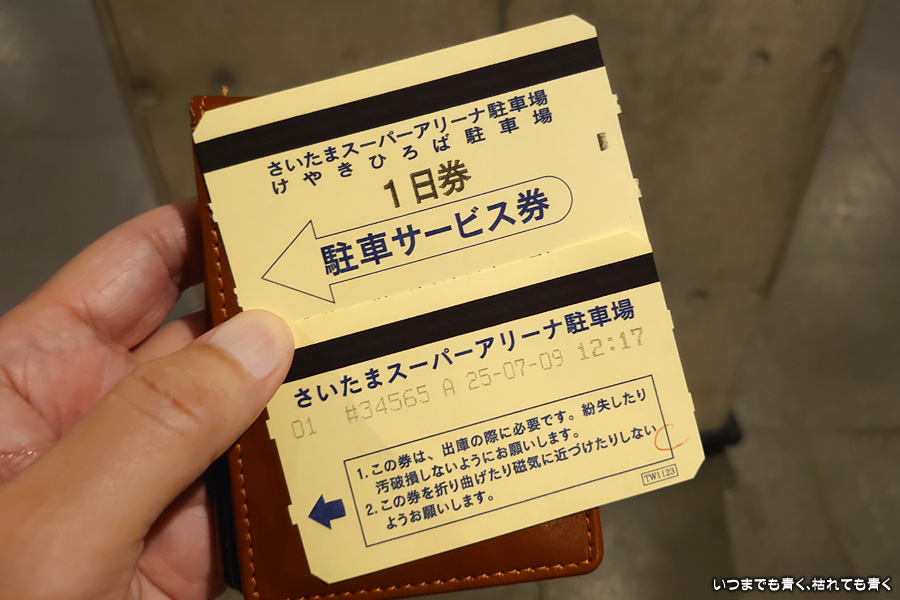 さいたまスーパーアリーナ駐車場
けやきひろば駐車場
1日券
駐車サービス券
さいたまスーパーアリーナ駐車場
01 #34565 A 25-07-09 12:17
1.この券は、出庫の際に必要です。紛失したり
汚破損しないようにお願いします。
2.この券を折り曲げたり磁気に近づけたりしない
ようお願いします。
TW1123
いつまでも青く、枯れても青く